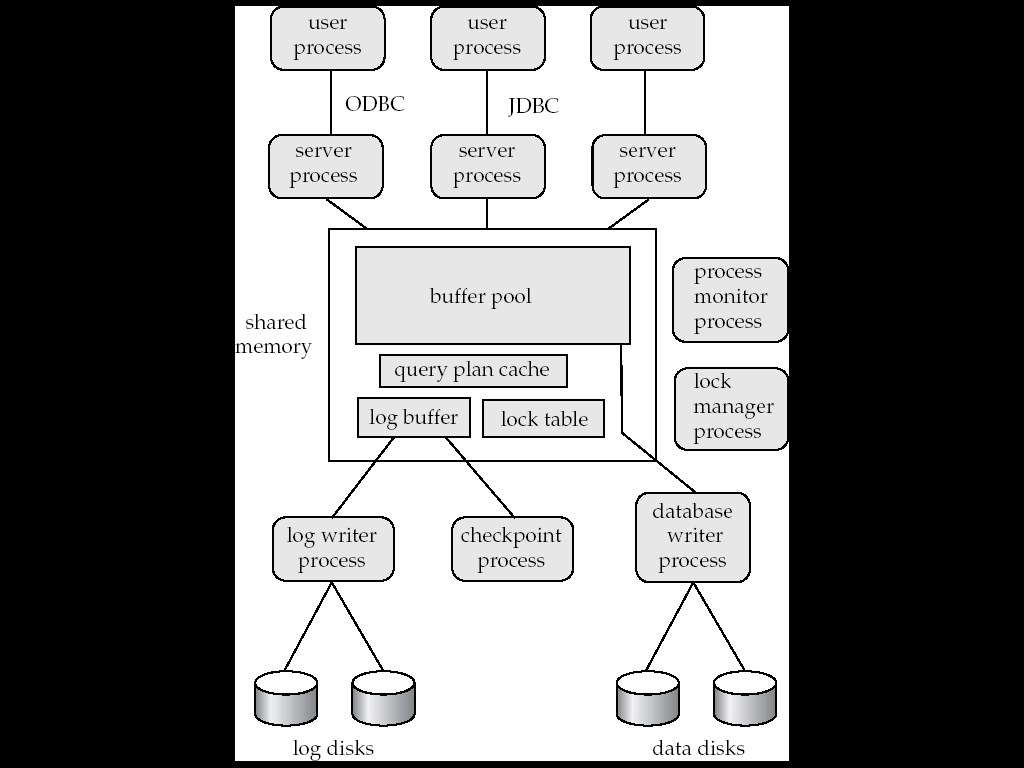 user
process
user
process
user
process
ODBC
JDBC
server
process
server
process
server
process
shared
memory
buffer pool
query plan cache
log buffer
lock table
process
monitor
process
lock
manager
process
log writer
process
checkpoint
process
database
writer
process
log disks
data disks